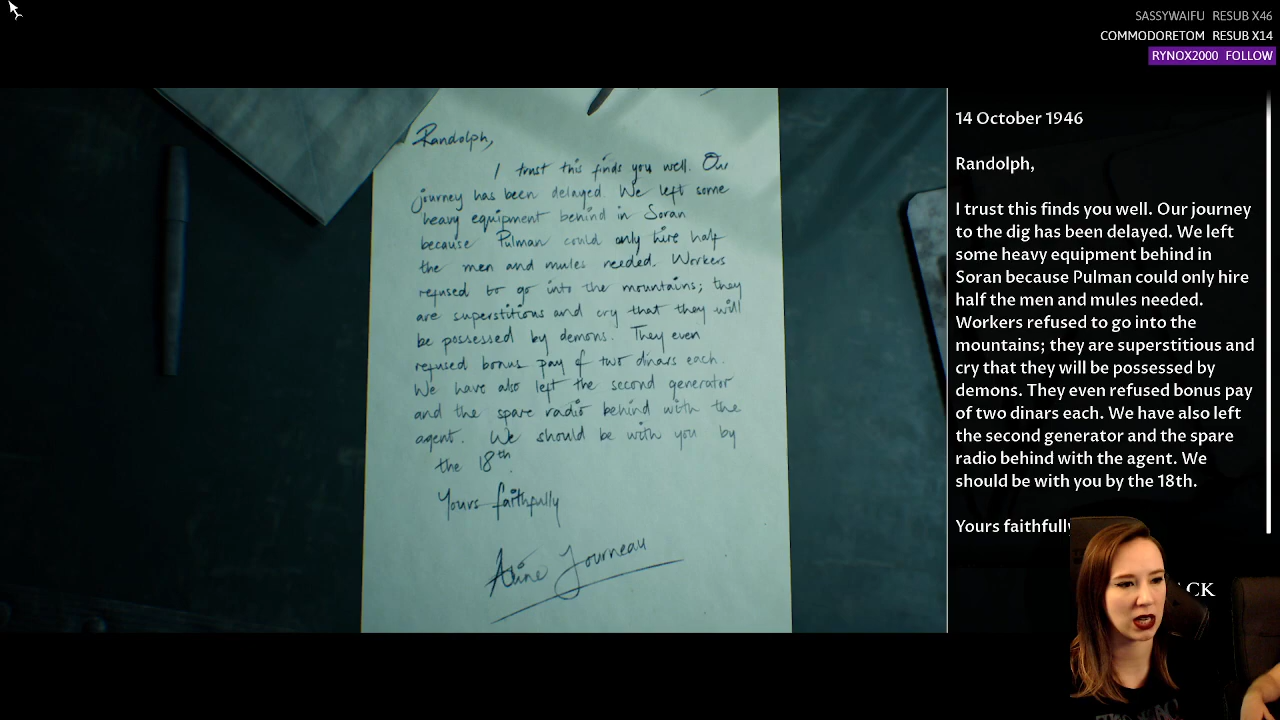 SASSYWAIFU RESUB X46
COMMODORETOM RESUB X14
RYNOX2000 FOLLOW
Randolph,
I trust this finds you well. Our
journey has been delayed. We left some
heavy equipment behind in Soran
because Pulman could only hire half
the men and mules needed. Workers
refused to go into the mountains; they
are superstitious and cry that they will
be possessed by demons. They even
refused bonus pay of two dinars each.
We have also left the second generator
and the spare radio behind with the
agent. We should be with you by
the 18th.
Yours faithfully
Aline Journeau
14 October 1946
Randolph,
I trust this finds you well. Our journey
to the dig has been delayed. We left
some heavy equipment behind in
Soran because Pulman could only hire
half the men and mules needed.
Workers refused to go into the
mountains; they are superstitious and
cry that they will be possessed by
demons. They even refused bonus pay
of two dinars each. We have also left
the second generator and the spare
radio behind with the agent. We
should be with you by the 18th.
Yours faithfully